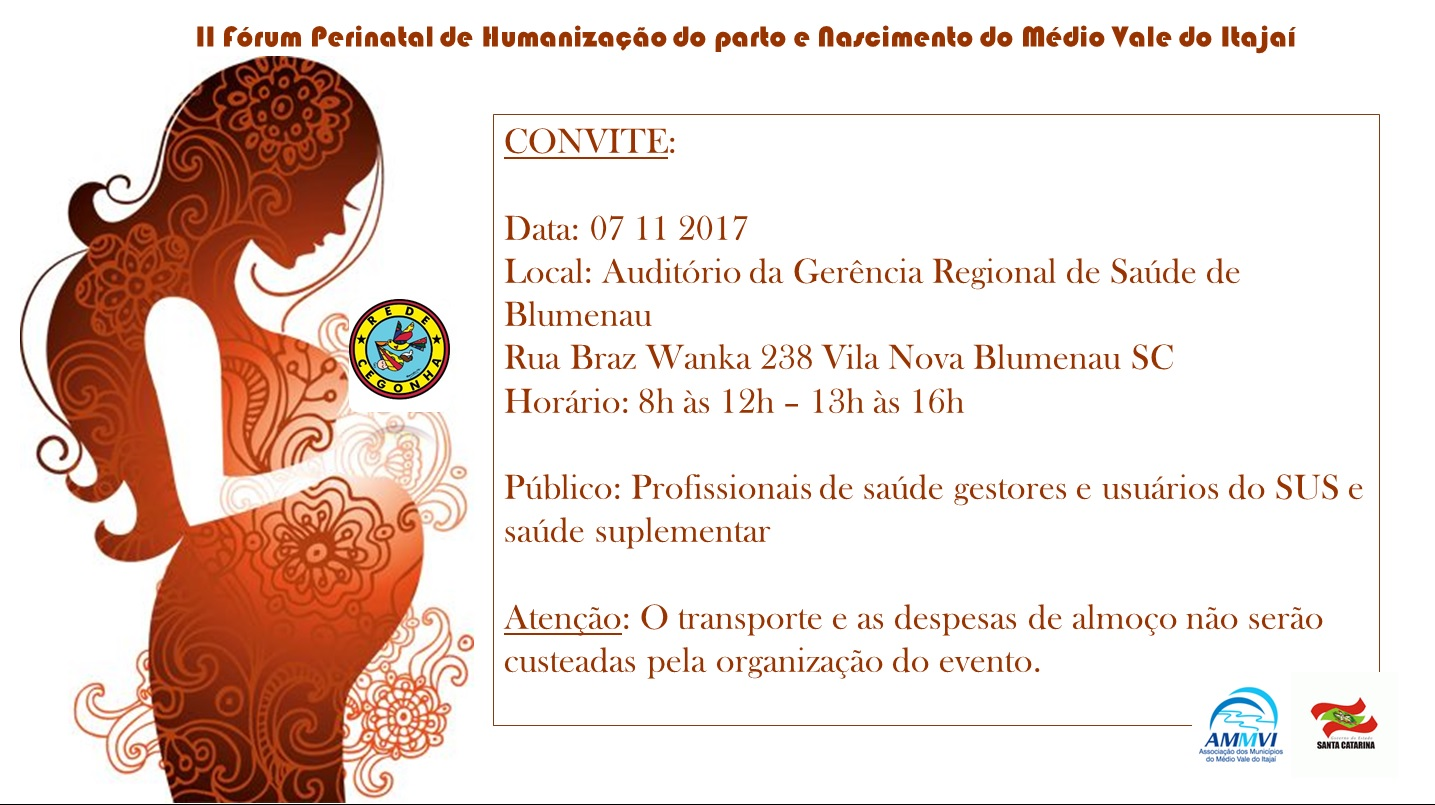 II Fórum Perinatal de Humanização do parto e Nascimento do Médio Vale do Itajaí
CONVITE:
Data: 07 11 2017
Local: Auditório da Gerência Regional de Saúde de
Blumenau
Rua Braz Wanka 238 Vila Nova Blumenau SC
Horário: 8h às 12h – 13h às 16h
Público: Profissionais de saúde gestores e usuários do SUS e
saúde suplementar
Atenção: O transporte e as despesas de almoço não serão
custeadas pela organização do evento.
REDE
CEGONHA
AMMVI
Associação dos Municípios
do Médio Vale do Itajaí
Governo do Estado
SANTA CATARINA